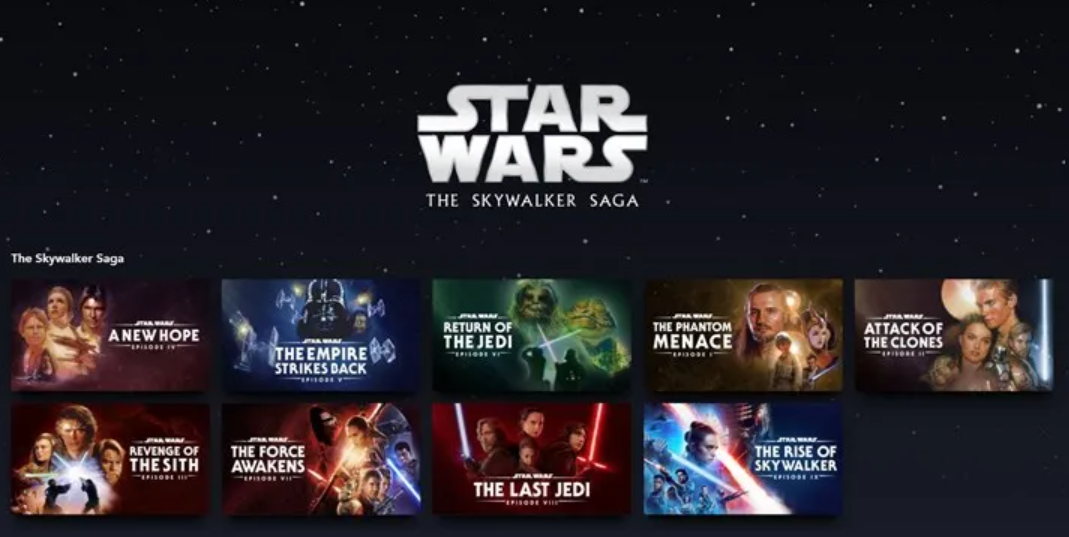 STAR
WARS
THE SKYWALKER SAGA
The Skywalker Saga
STAR WARS
A NEW HOPE
EPISODE IV
STAR WARS
THE EMPIRE
STRIKES BACK
EPISODE V
STAR WARS
RETURN OF
THE JEDI
EPISODE VI
STAR WARS
THE PHANTOM
MENACE
EPISODE I
STAR WARS
ATTACK OF
THE CLONES
EPISODE II
STAR WARS
REVENGE OF
THE SITH
EPISODE III
STAR WARS
THE FORCE
AWAKENS
EPISODE VII
STAR WARS
THE LAST JEDI
EPISODE VIII
STAR WARS
THE RISE OF
SKYWALKER
EPISODE IX